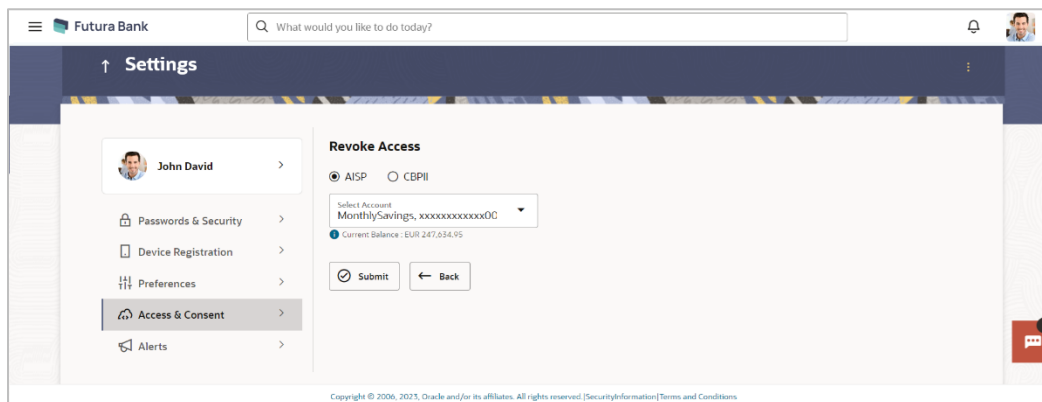 Futura Bank
What would you like to do today?
Settings
John David
Passwords & Security
Device Registration
Preferences
Access & Consent
Alerts
Revoke Access
AISP CBPII
Select Account
MonthlySavings, xxxxxxxxxxxx00
Current Balance : EUR 247,634.95
Submit Back
Copyright © 2006, 2023, Oracle and/or its affiliates. All rights reserved.|SecurityInformation|Terms and Conditions